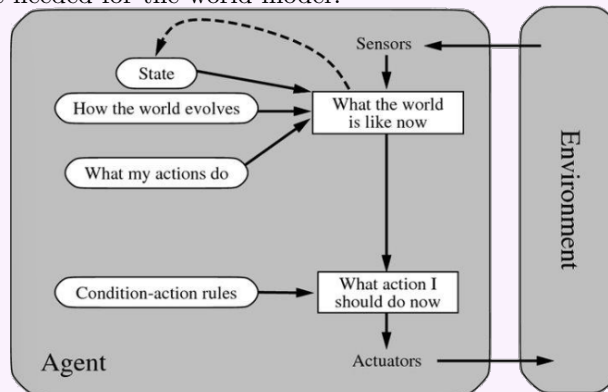 needed for the world model.
Sensors
State
How the world evolves
What the world
is like now
What my actions do
Environment
Condition-action rules
What action I
should do now
Agent
Actuators